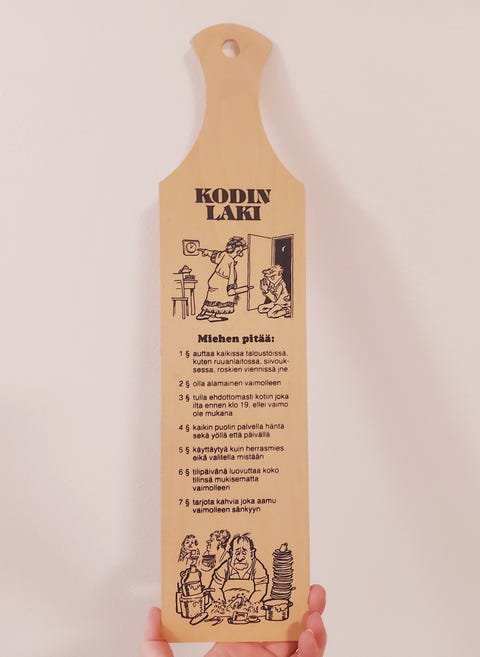 KODIN
LAKI
Miehen pitää:
1 § auttaa kaikissa taloustöissä,
kuten ruuanlaitossa, siivouk-
sessa, roskien viennissä jne.
2 § olla alamainen vaimolleen
3 § tulla ehdottomasti kotiin joka
ilta ennen klo 19, ellei vaimo
ole mukana
4 § kaikin puolin palvella häntä
sekä yöllä että päivällä
5 § käyttäytyä kuin herrasmies
eikä valitella mistään
6 § tilipäivänä luovuttaa koko
tilinsä mukisematta
vaimolleen
7 § tarjota kahvia joka aamu
vaimolleen sänkyyn